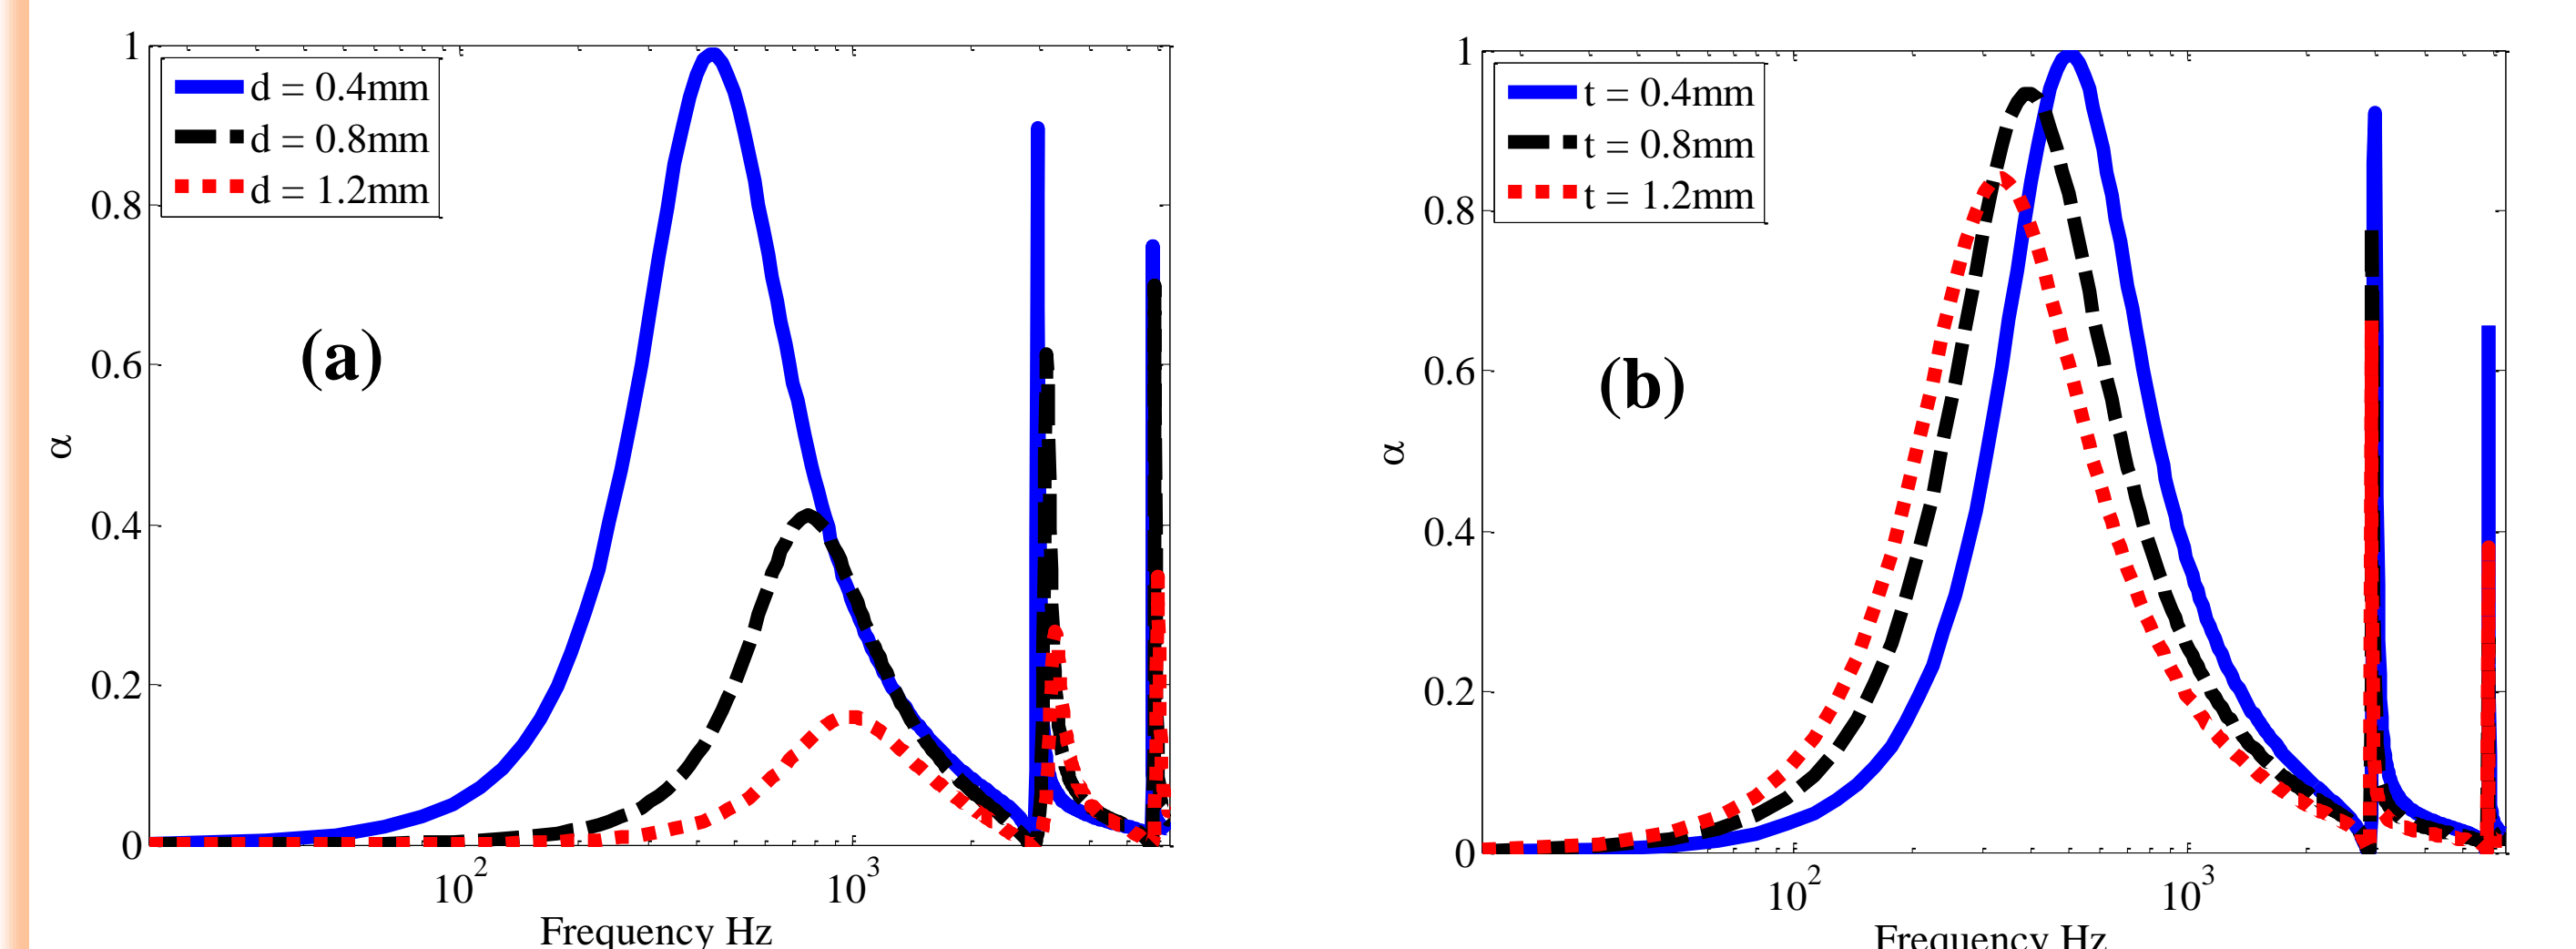 1
0.8
0.6
0.4
0.2
0
α
d = 0.4mm
d = 0.8mm
d = 1.2mm
(a)
10^2
10^3
Frequency Hz
1
0.8
0.6
0.4
0.2
0
α
t = 0.4mm
t = 0.8mm
t = 1.2mm
(b)
10^2
10^3
Frequency Hz